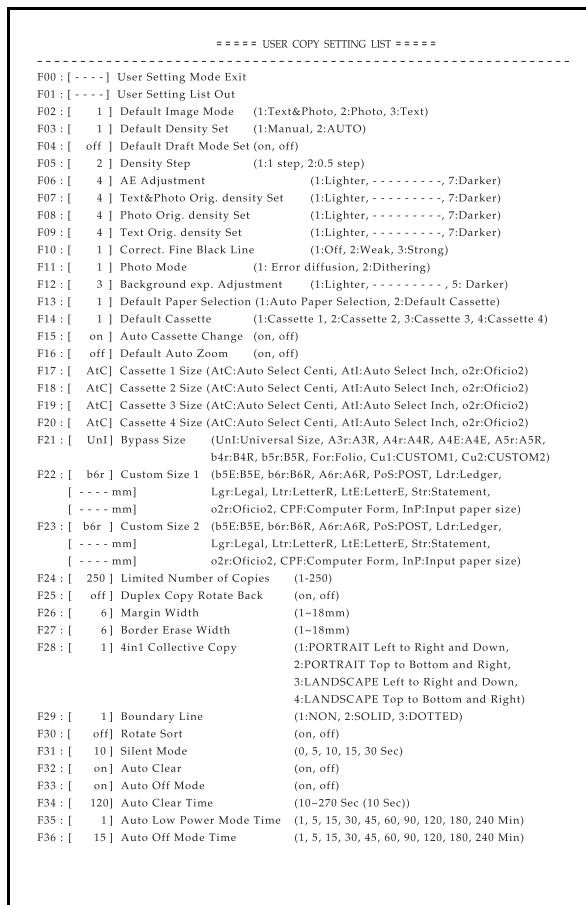 ===== USER COPY SETTING LIST =====
F00 : [ - - - - ] User Setting Mode Exit
F01 : [ - - - - ] User Setting List Out
F02 : [ 1 ] Default Image Mode (1:Text&Photo, 2:Photo, 3:Text)
F03 : [ 1 ] Default Density Set (1:Manual, 2:AUTO)
F04 : [ off ] Default Draft Mode Set (on, off)
F05 : [ 2 ] Density Step (1:1 step, 2:0.5 step)
F06 : [ 4 ] AE Adjustment (1:Lighter, - - - - - - - - -, 7:Darker)
F07 : [ 4 ] Text&Photo Orig. density Set (1:Lighter, - - - - - - - - -, 7:Darker)
F08 : [ 4 ] Photo Orig. density Set (1:Lighter, - - - - - - - - -, 7:Darker)
F09 : [ 4 ] Text Orig. density Set (1:Lighter, - - - - - - - - -, 7:Darker)
F10 : [ 1 ] Correct. Fine Black Line (1:Off, 2:Weak, 3:Strong)
F11 : [ 1 ] Photo Mode (1: Error diffusion, 2:Dithering)
F12 : [ 3 ] Background exp. Adjustment (1:Lighter, - - - - - - - - - , 5: Darker)
F13 : [ 1 ] Default Paper Selection (1:Auto Paper Selection, 2:Default Cassette)
F14 : [ 1 ] Default Cassette (1:Cassette 1, 2:Cassette 2, 3:Cassette 3, 4:Cassette 4)
F15 : [ on ] Auto Cassette Change (on, off)
F16 : [ off ] Default Auto Zoom (on, off)
F17 : [ AtC] Cassette 1 Size (AtC:Auto Select Centi, AtI:Auto Select Inch, o2r:Oficio2)
F18 : [ AtC] Cassette 2 Size (AtC:Auto Select Centi, AtI:Auto Select Inch, o2r:Oficio2)
F19 : [ AtC] Cassette 3 Size (AtC:Auto Select Centi, AtI:Auto Select Inch, o2r:Oficio2)
F20 : [ AtC] Cassette 4 Size (AtC:Auto Select Centi, AtI:Auto Select Inch, o2r:Oficio2)
F21 : [ UnI ] Bypass Size (UnI:Universal Size, A3r:A3R, A4r:A4R, A4E:A4E, A5r:A5R,
b4r:B4R, b5r:B5R, For:Folio, Cu1:CUSTOM1, Cu2:CUSTOM2)
F22 : [ b6r ] Custom Size 1 (b5E:B5E, b6r:B6R, A6r:A6R, PoS:POST, Ldr:Ledger,
[ - - - - mm] Lgr:Legal, Ltr:LetterR, LtE:LetterE, Str:Statement,
[ - - - - mm] o2r:Oficio2, CPF:Computer Form, InP:Input paper size)
F23 : [ b6r ] Custom Size 2 (b5E:B5E, b6r:B6R, A6r:A6R, PoS:POST, Ldr:Ledger,
[ - - - - mm] Lgr:Legal, Ltr:LetterR, LtE:LetterE, Str:Statement,
[ - - - - mm] o2r:Oficio2, CPF:Computer Form, InP:Input paper size)
F24 : [ 250 ] Limited Number of Copies (1-250)
F25 : [ off ] Duplex Copy Rotate Back (on, off)
F26 : [ 6 ] Margin Width (1~18mm)
F27 : [ 6 ] Border Erase Width (1~18mm)
F28 : [ 1 ] 4in1 Collective Copy (1:PORTRAIT Left to Right and Down,
2:PORTRAIT Top to Bottom and Right,
3:LANDSCAPE Left to Right and Down,
4:LANDSCAPE Top to Bottom and Right)
F29 : [ 1 ] Boundary Line (1:NON, 2:SOLID, 3:DOTTED)
F30 : [ off] Rotate Sort (on, off)
F31 : [ 10 ] Silent Mode (0, 5, 10, 15, 30 Sec)
F32 : [ on] Auto Clear (on, off)
F33 : [ on] Auto Off Mode (on, off)
F34 : [ 120] Auto Clear Time (10~270 Sec (10 Sec))
F35 : [ 1 ] Auto Low Power Mode Time (1, 5, 15, 30, 45, 60, 90, 120, 180, 240 Min)
F36 : [ 15 ] Auto Off Mode Time (1, 5, 15, 30, 45, 60, 90, 120, 180, 240 Min)